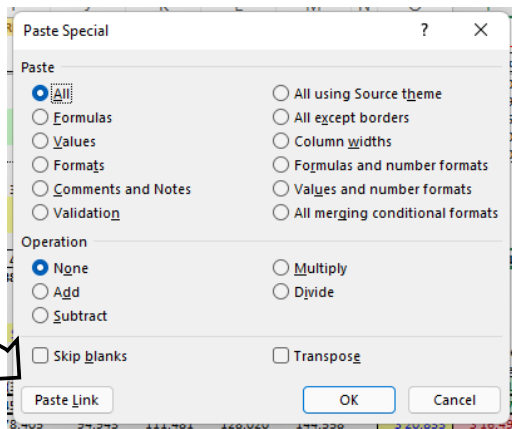 Paste Special ? X
Paste
All
All using Source theme
Formulas
All except borders
Values
Column widths
Formats
Formulas and number formats
Comments and Notes
Values and number formats
Validation
All merging conditional formats
Operation
None
Multiply
Add
Divide
Subtract
Skip blanks
Transpose
Paste Link
OK
Cancel